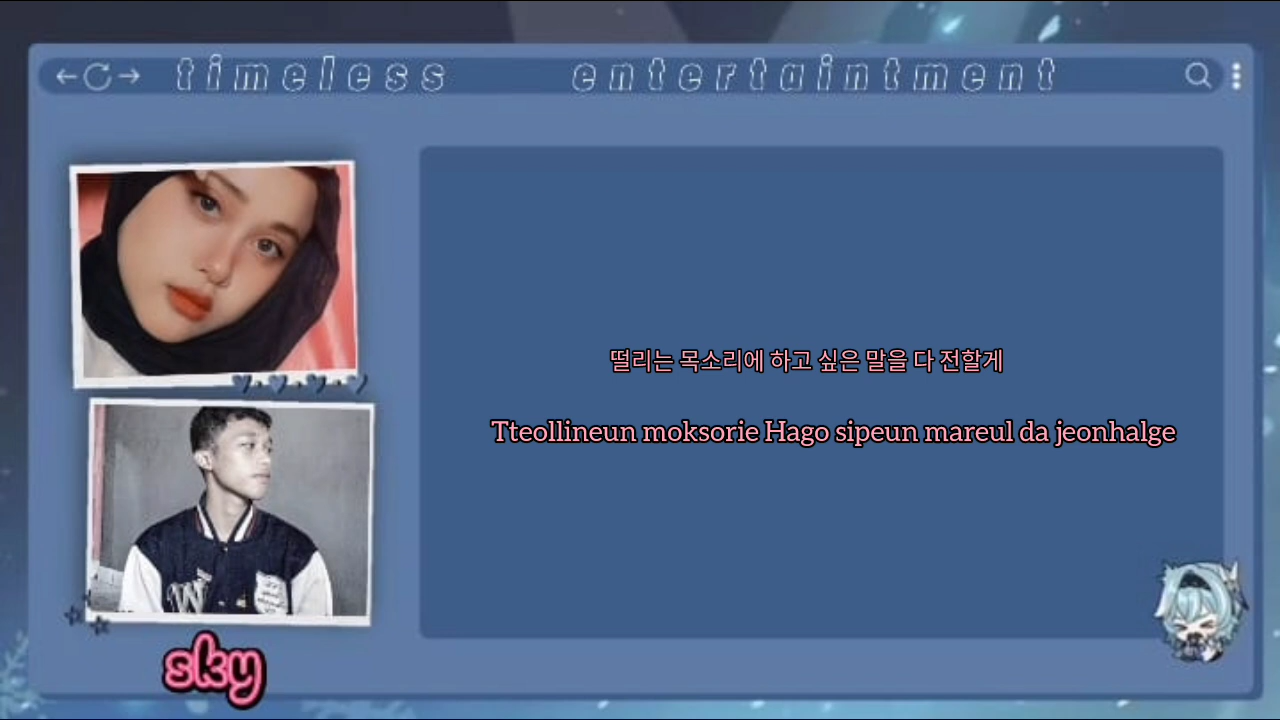 timeless entertaintment
떨리는 목소리에 하고 싶은 말을 다 전할게
Tteollineun moksorie Hago sipeun mareul da jeonhalge
W
sky